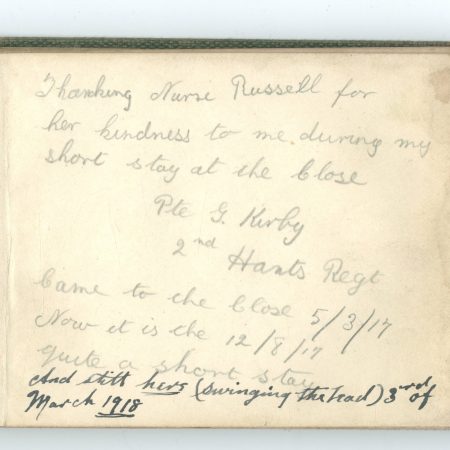 Thanking Nurse Russell for
her kindness to me during my
short stay at the Close
Pte G. Kirby
2nd Hants Regt
Came to the Close 5/3/17
Now it is the 12/8/17
quite a short stay
And still here (swinging the lead) 3rd of
March 1918